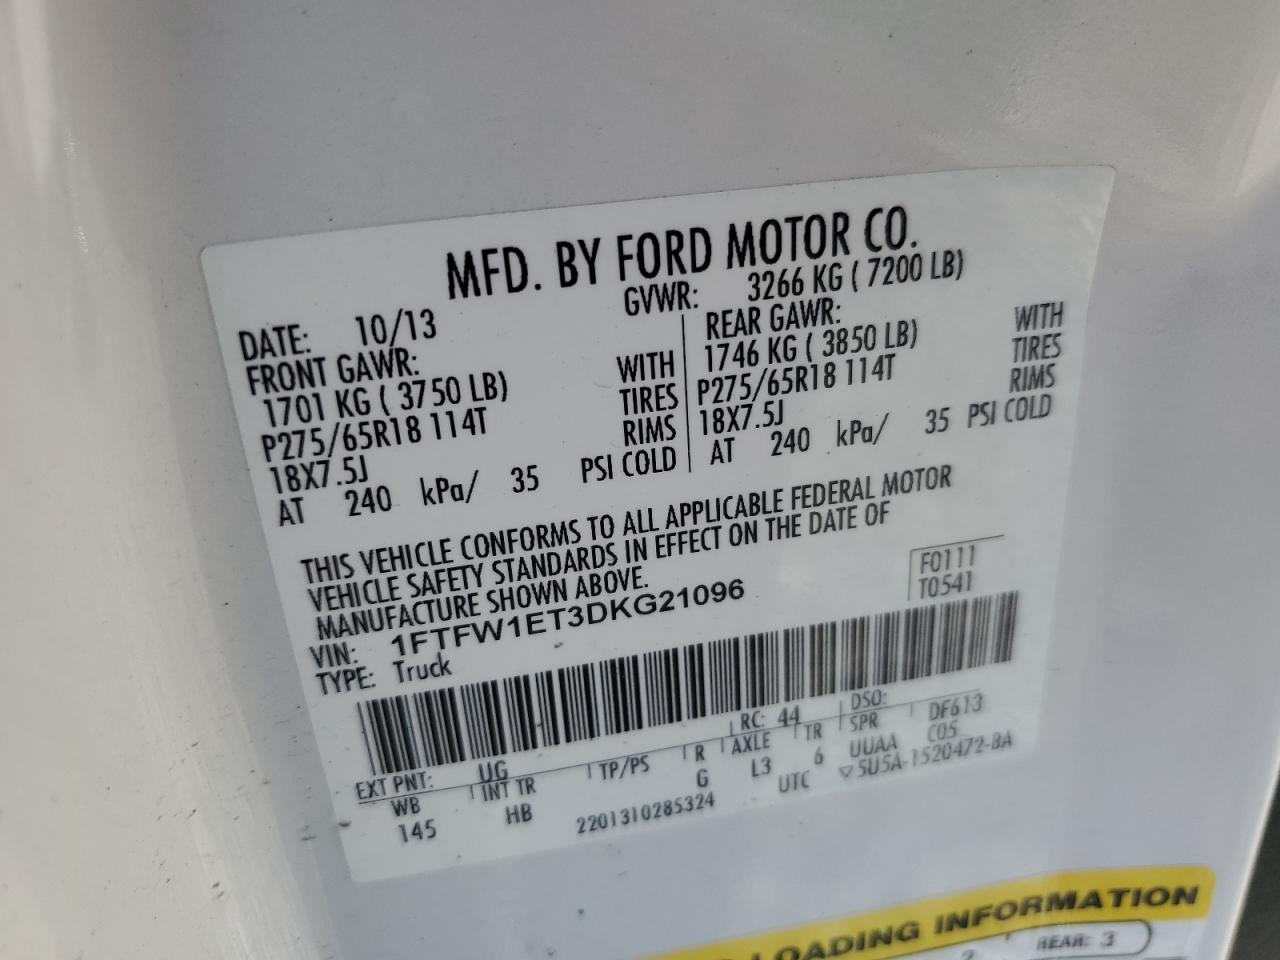 MFD. BY FORD MOTOR CO.
DATE: 10/13 GVWR: 3266 KG ( 7200 LB)
FRONT GAWR: REAR GAWR:
1701 KG ( 3750 LB) WITH 1746 KG ( 3850 LB) WITH
P275/65R18 114T TIRES P275/65R18 114T TIRES
18X7.5J RIMS 18X7.5J RIMS
AT 240 kPa/ 35 PSI COLD AT 240 kPa/ 35 PSI COLD
THIS VEHICLE CONFORMS TO ALL APPLICABLE FEDERAL MOTOR
VEHICLE SAFETY STANDARDS IN EFFECT ON THE DATE OF
MANUFACTURE SHOWN ABOVE.
F0111
VIN: 1FTFW1ET3DKG21096 T0541
TYPE: Truck
EXT PNT: UG RC: 44 DSO: DF613
WB INT TR TP/PS R AXLE TR SPR C05
145 HB G L3 6 UUAA
2201310285324 UTC ▽5U5A-1520472-BA
LOADING INFORMATION
2 REAR: 3